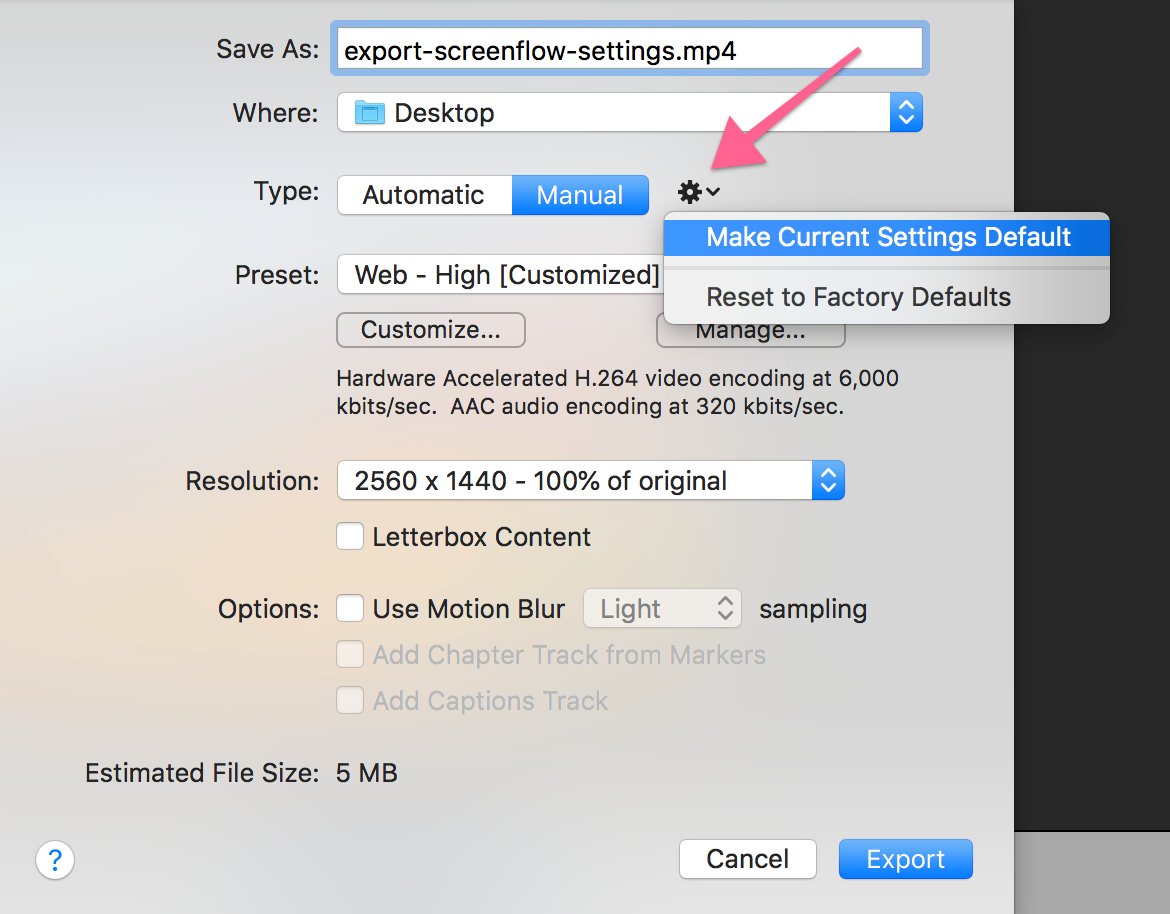 Save As: export-screenflow-settings.mp4
Where: Desktop
Type: Automatic Manual
Make Current Settings Default
Preset: Web - High [Customized]
Reset to Factory Defaults
Customize... Manage...
Hardware Accelerated H.264 video encoding at 6,000
kbits/sec.  AAC audio encoding at 320 kbits/sec.
Resolution: 2560 x 1440 - 100% of original
Letterbox Content
Options: Use Motion Blur Light sampling
Add Chapter Track from Markers
Add Captions Track
Estimated File Size: 5 MB
? Cancel Export